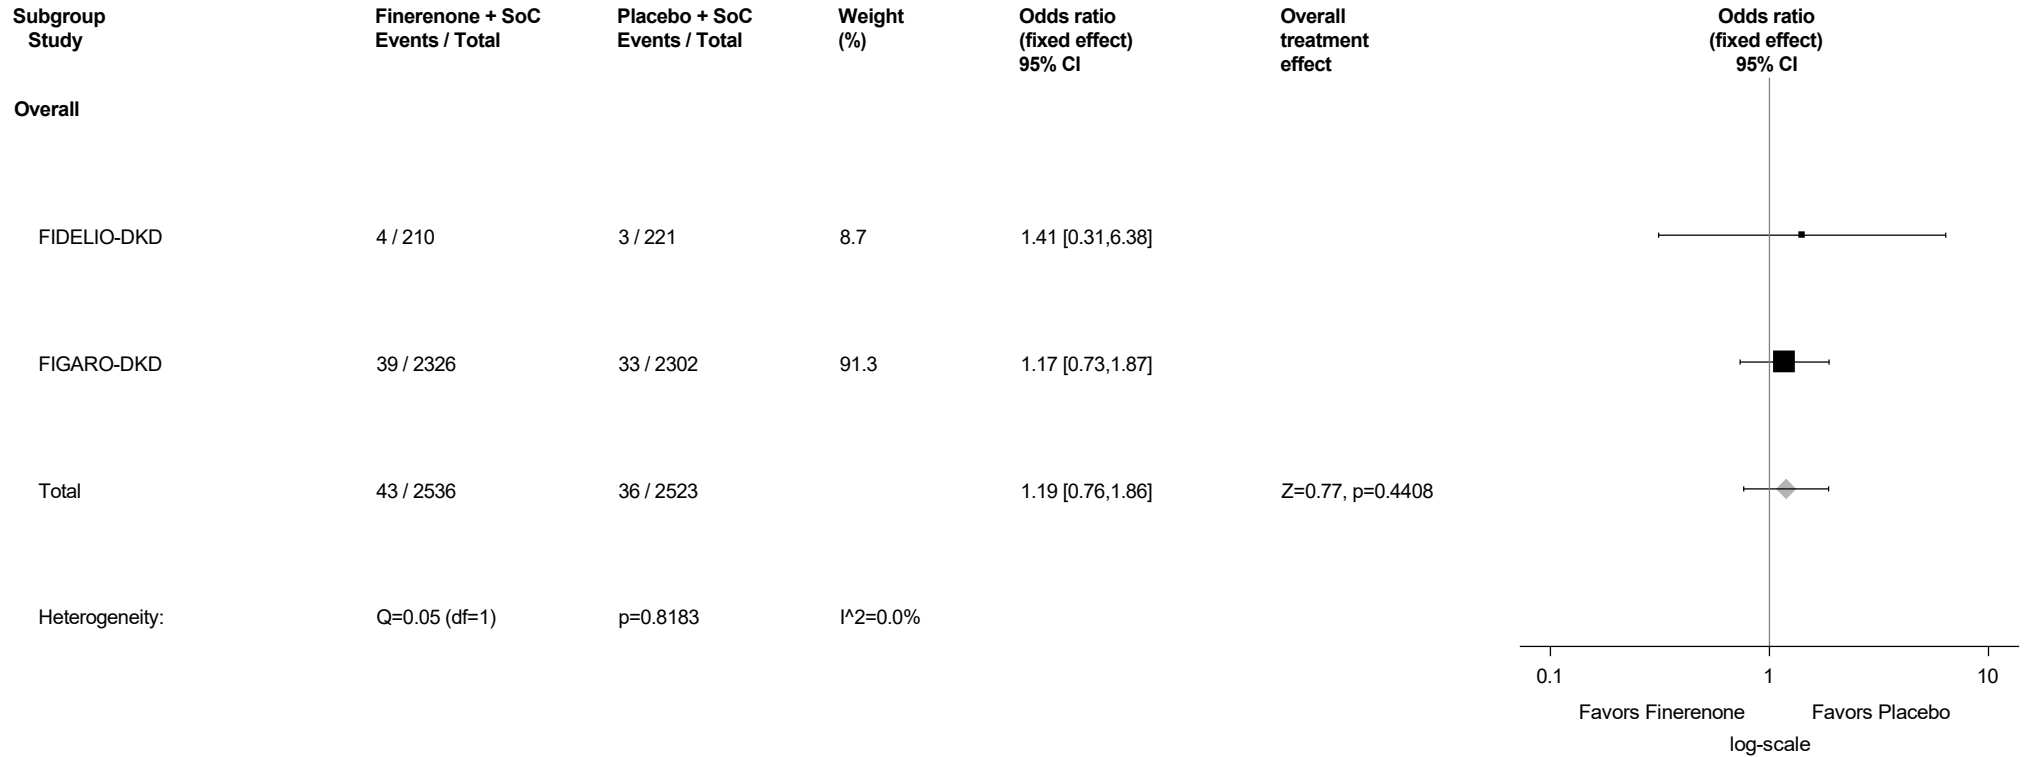 Subgroup Finerenone + SoC Placebo + SoC Weight Odds ratio Overall Odds ratio
Study Events / Total Events / Total (%) (fixed effect) treatment (fixed effect)
95% CI effect 95% CI
Overall
FIDELIO-DKD 4 / 210 3 / 221 8.7 1.41 [0.31,6.38]
FIGARO-DKD 39 / 2326 33 / 2302 91.3 1.17 [0.73,1.87]
Total 43 / 2536 36 / 2523 1.19 [0.76,1.86] Z=0.77, p=0.4408
Heterogeneity: Q=0.05 (df=1) p=0.8183 I^2=0.0%
0.1 1 10
Favors Finerenone Favors Placebo
log-scale